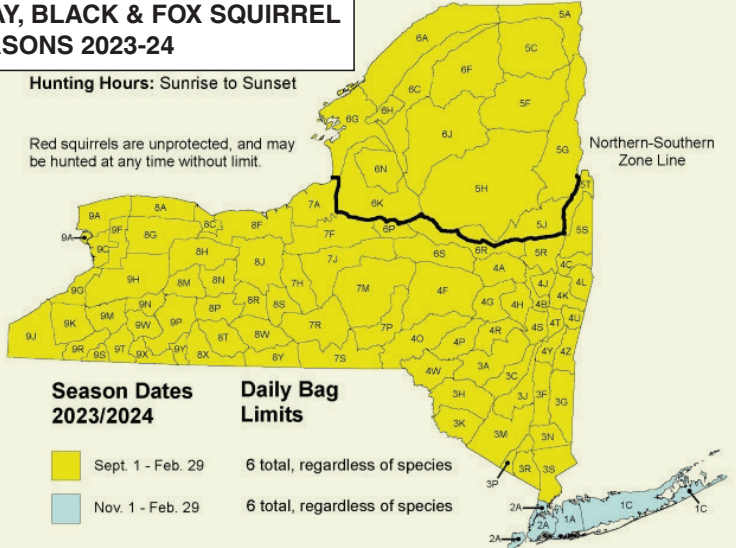 AY, BLACK & FOX SQUIRREL
ASONS 2023-24
Hunting Hours: Sunrise to Sunset
Red squirrels are unprotected, and may
be hunted at any time without limit.
Northern-Southern
Zone Line
5A
6A
5C
6F
6C
5F
6H
6G
6J
5G
6N
5H
5T
6K
7A
5J
9A
8A
9F
8C
8F
7F
6P
5S
9A
8G
9C
8H
8J
7J
6S
6R
5R
4A
4C
9G
9H
8M
8N
7H
7M
4F
4J
4L
9N
8R
8S
4G
4H
4B
4K
9K
9M
9W
9P
8P
7R
7P
4R
4S
4T
4U
9J
8T
8W
4O
4P
9R
9S
9T
9X
9Y
8X
8Y
7S
4Y
4Z
4W
3A
3C
3H
3J
3F
3G
3K
3M
3N
3P
3R
3S
Season Dates
2023/2024
Daily Bag
Limits
Sept. 1 - Feb. 29
6 total, regardless of species
Nov. 1 - Feb. 29
6 total, regardless of species
2A
2A
1A
1C
1C
2A